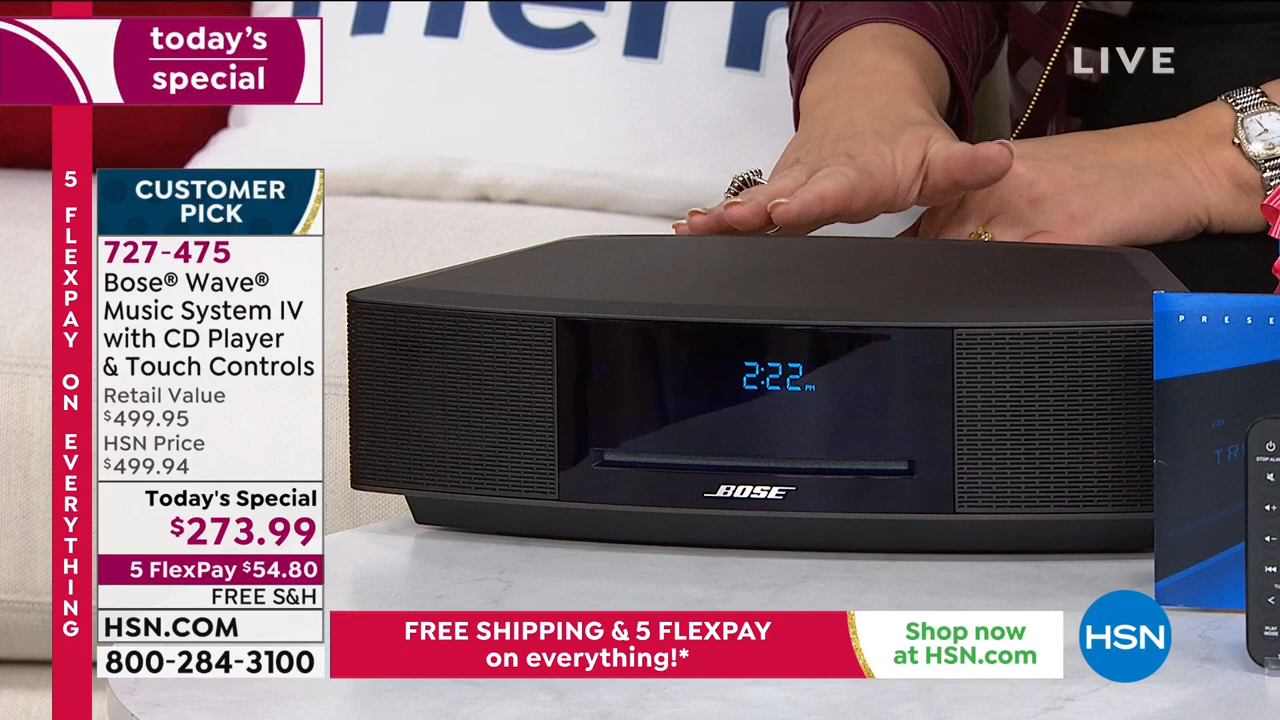 today's
special
LIVE
5 FLEXPAY ON EVERYTHING
CUSTOMER
PICK
727-475
Bose® Wave®
Music System IV
with CD Player
& Touch Controls
Retail Value
$499.95
HSN Price
$499.94
Today's Special
$273.99
5 FlexPay $54.80
FREE S&H
HSN.COM
800-284-3100
2:22 PM
BOSE
CD
FREE SHIPPING & 5 FLEXPAY
on everything!*
Shop now
at HSN.com
HSN